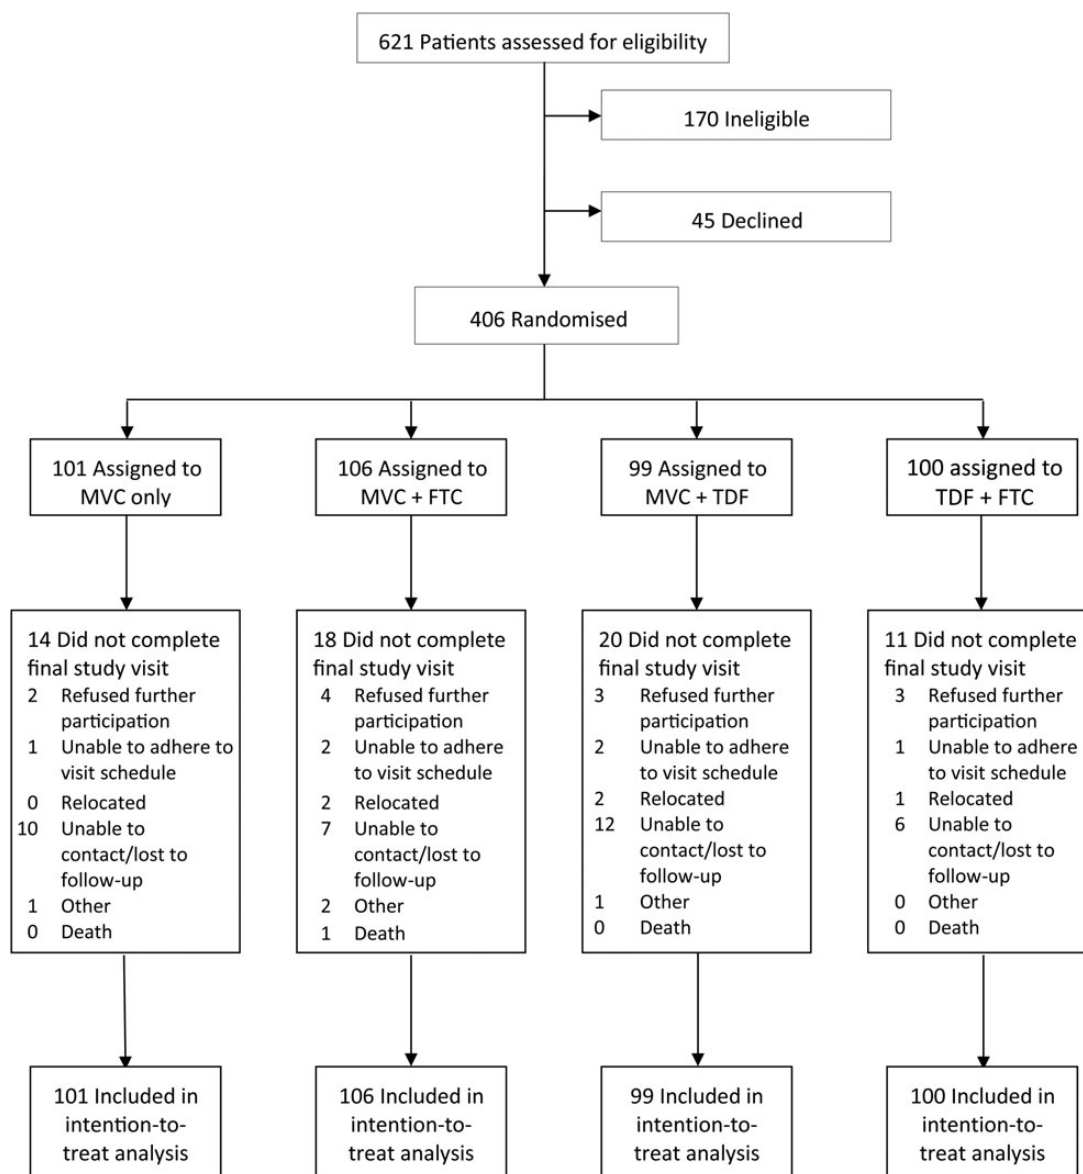 621 Patients assessed for eligibility
170 Ineligible
45 Declined
406 Randomised
101 Assigned to
MVC only
106 Assigned to
MVC + FTC
99 Assigned to
MVC + TDF
100 assigned to
TDF + FTC
14 Did not complete
final study visit
2 Refused further
participation
1 Unable to adhere to
visit schedule
0 Relocated
10 Unable to
contact/lost to
follow-up
1 Other
0 Death
18 Did not complete
final study visit
4 Refused further
participation
2 Unable to adhere
to visit schedule
2 Relocated
7 Unable to
contact/lost to
follow-up
2 Other
1 Death
20 Did not complete
final study visit
3 Refused further
participation
2 Unable to adhere
to visit schedule
2 Relocated
12 Unable to
contact/lost to
follow-up
1 Other
0 Death
11 Did not complete
final study visit
3 Refused further
participation
1 Unable to adhere
to visit schedule
1 Relocated
6 Unable to
contact/lost to
follow-up
0 Other
0 Death
101 Included in
intention-to-
treat analysis
106 Included in
intention-to-
treat analysis
99 Included in
intention-to-
treat analysis
100 Included in
intention-to-
treat analysis